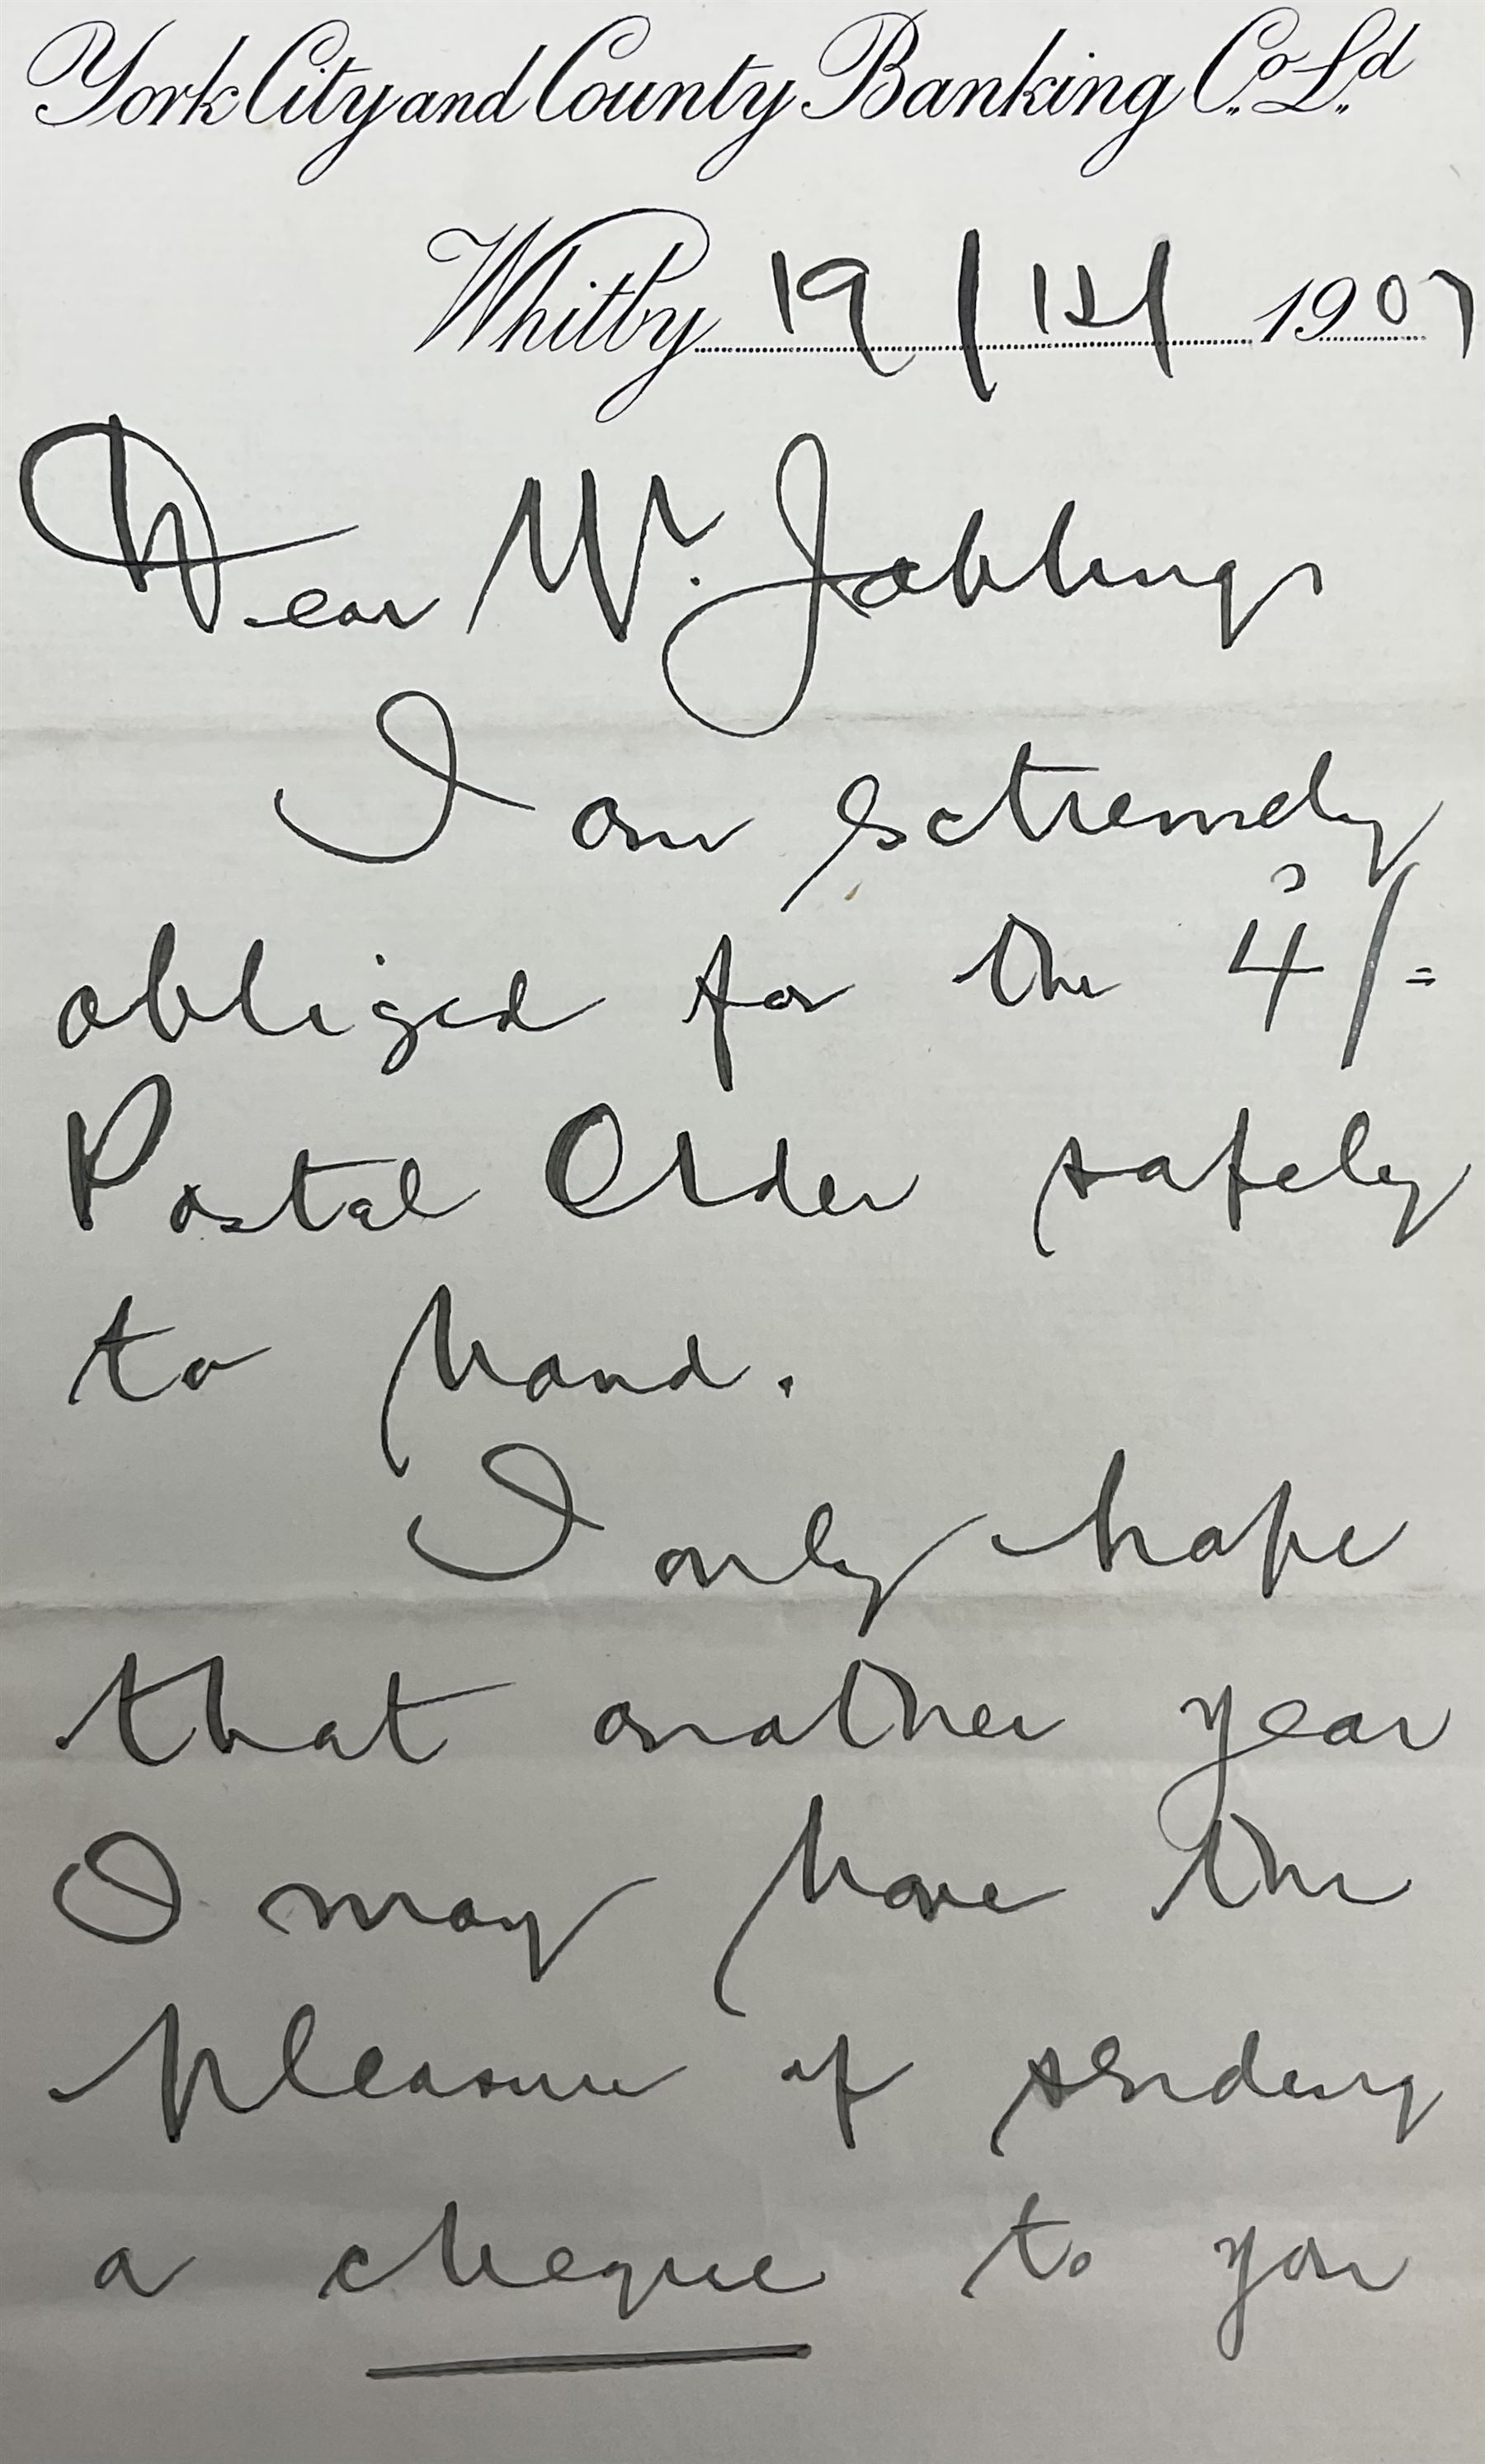 York City and County Banking Co. Ld.
Whitby 19/12/1907
Dear Mr. Jobling
I am extremely
obliged for the 4/=
Postal Order safely
to hand.
I only hope
that another year
I may have the
pleasure of sending
a cheque to you